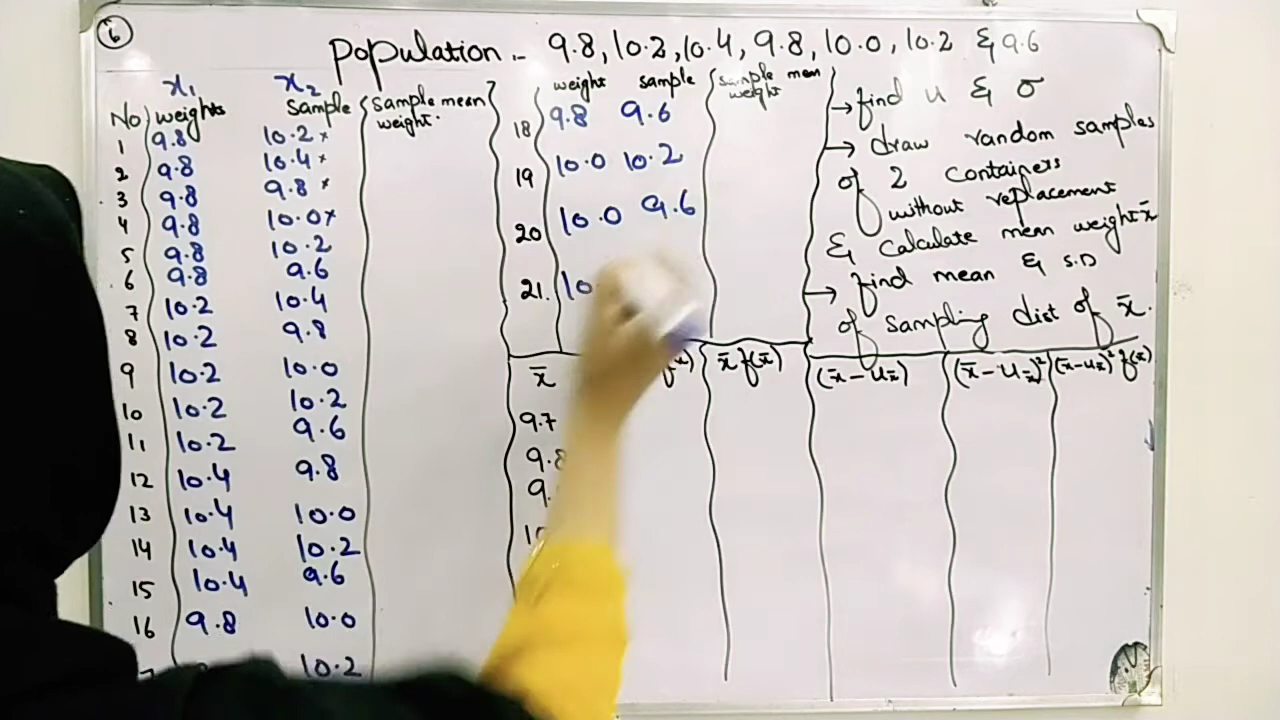 6
Population :- 9.8, 10.2, 10.4, 9.8, 10.0, 10.2 & 9.6
x₁ x₂
No weights Sample Sample mean weight.
1 9.8 10.2 ×
2 9.8 10.4 ×
3 9.8 9.8 ×
4 9.8 10.0 ×
5 9.8 10.2
6 9.8 9.6
7 10.2 10.4
8 10.2 9.8
9 10.2 10.0
10 10.2 10.2
11 10.2 9.6
12 10.4 9.8
13 10.4 10.0
14 10.4 10.2
15 10.4 9.6
16 9.8 10.0
10.2
weight sample sample mean weight
18 9.8 9.6
19 10.0 10.2
20 10.0 9.6
21. 10
→ find u & σ
→ draw random samples
of 2 containers
without replacement
& calculate mean weight x̄
→ find mean & S.D
of sampling dist of x̄.
x̄ x̄ f(x̄) (x̄ - u x̄) (x̄ - u x̄)² (x̄ - u x̄)² f(x̄)
9.7
9.8